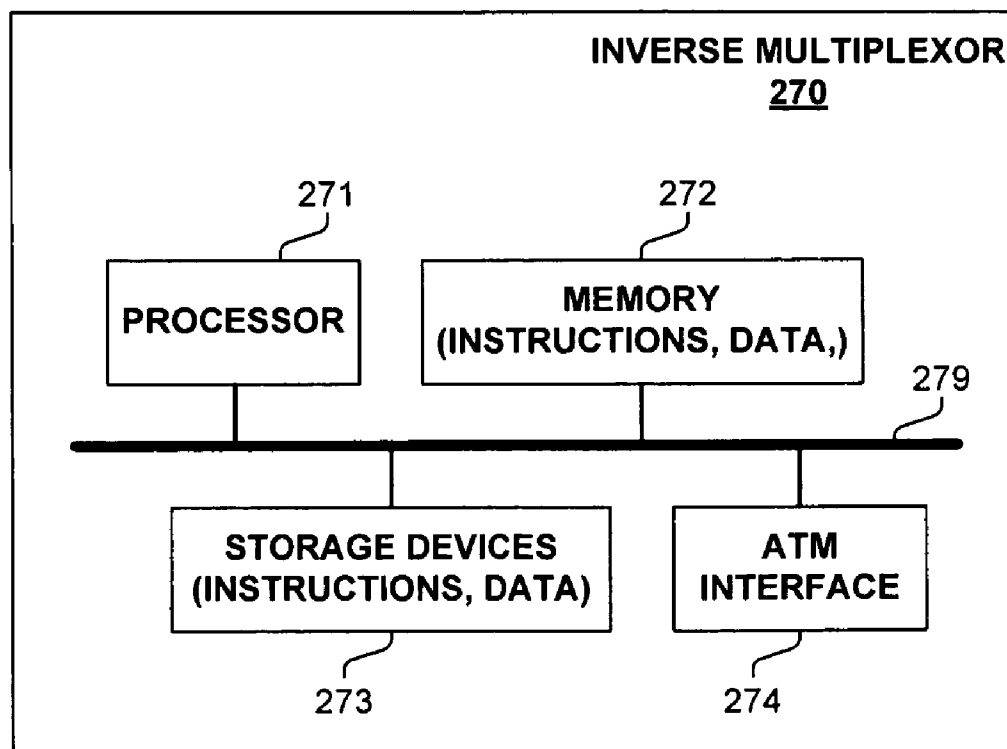 INVERSE MULTIPLEXOR
270
271
272
PROCESSOR
MEMORY
(INSTRUCTIONS, DATA,)
279
STORAGE DEVICES
(INSTRUCTIONS, DATA)
ATM
INTERFACE
273
274